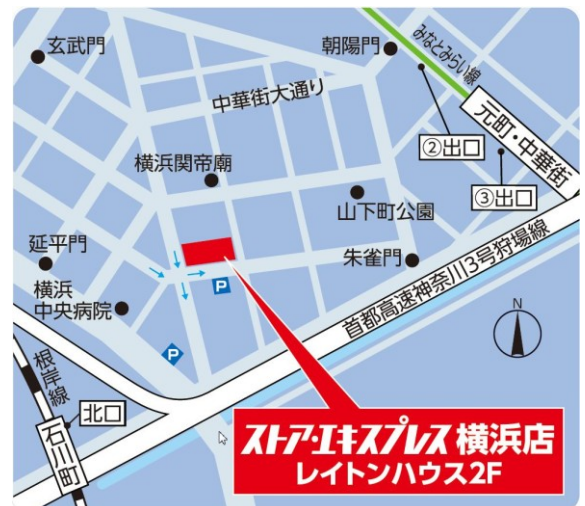 玄武門
朝陽門
みなとみらい線
中華街大通り
元町・中華街
②出口
横浜関帝廟
③出口
山下町公園
延平門
朱雀門
首都高速神奈川3号狩場線
P
横浜
中央病院
N
P
根岸線
北口
石川町
ストア・エキスプレス 横浜店
レイトンハウス2F